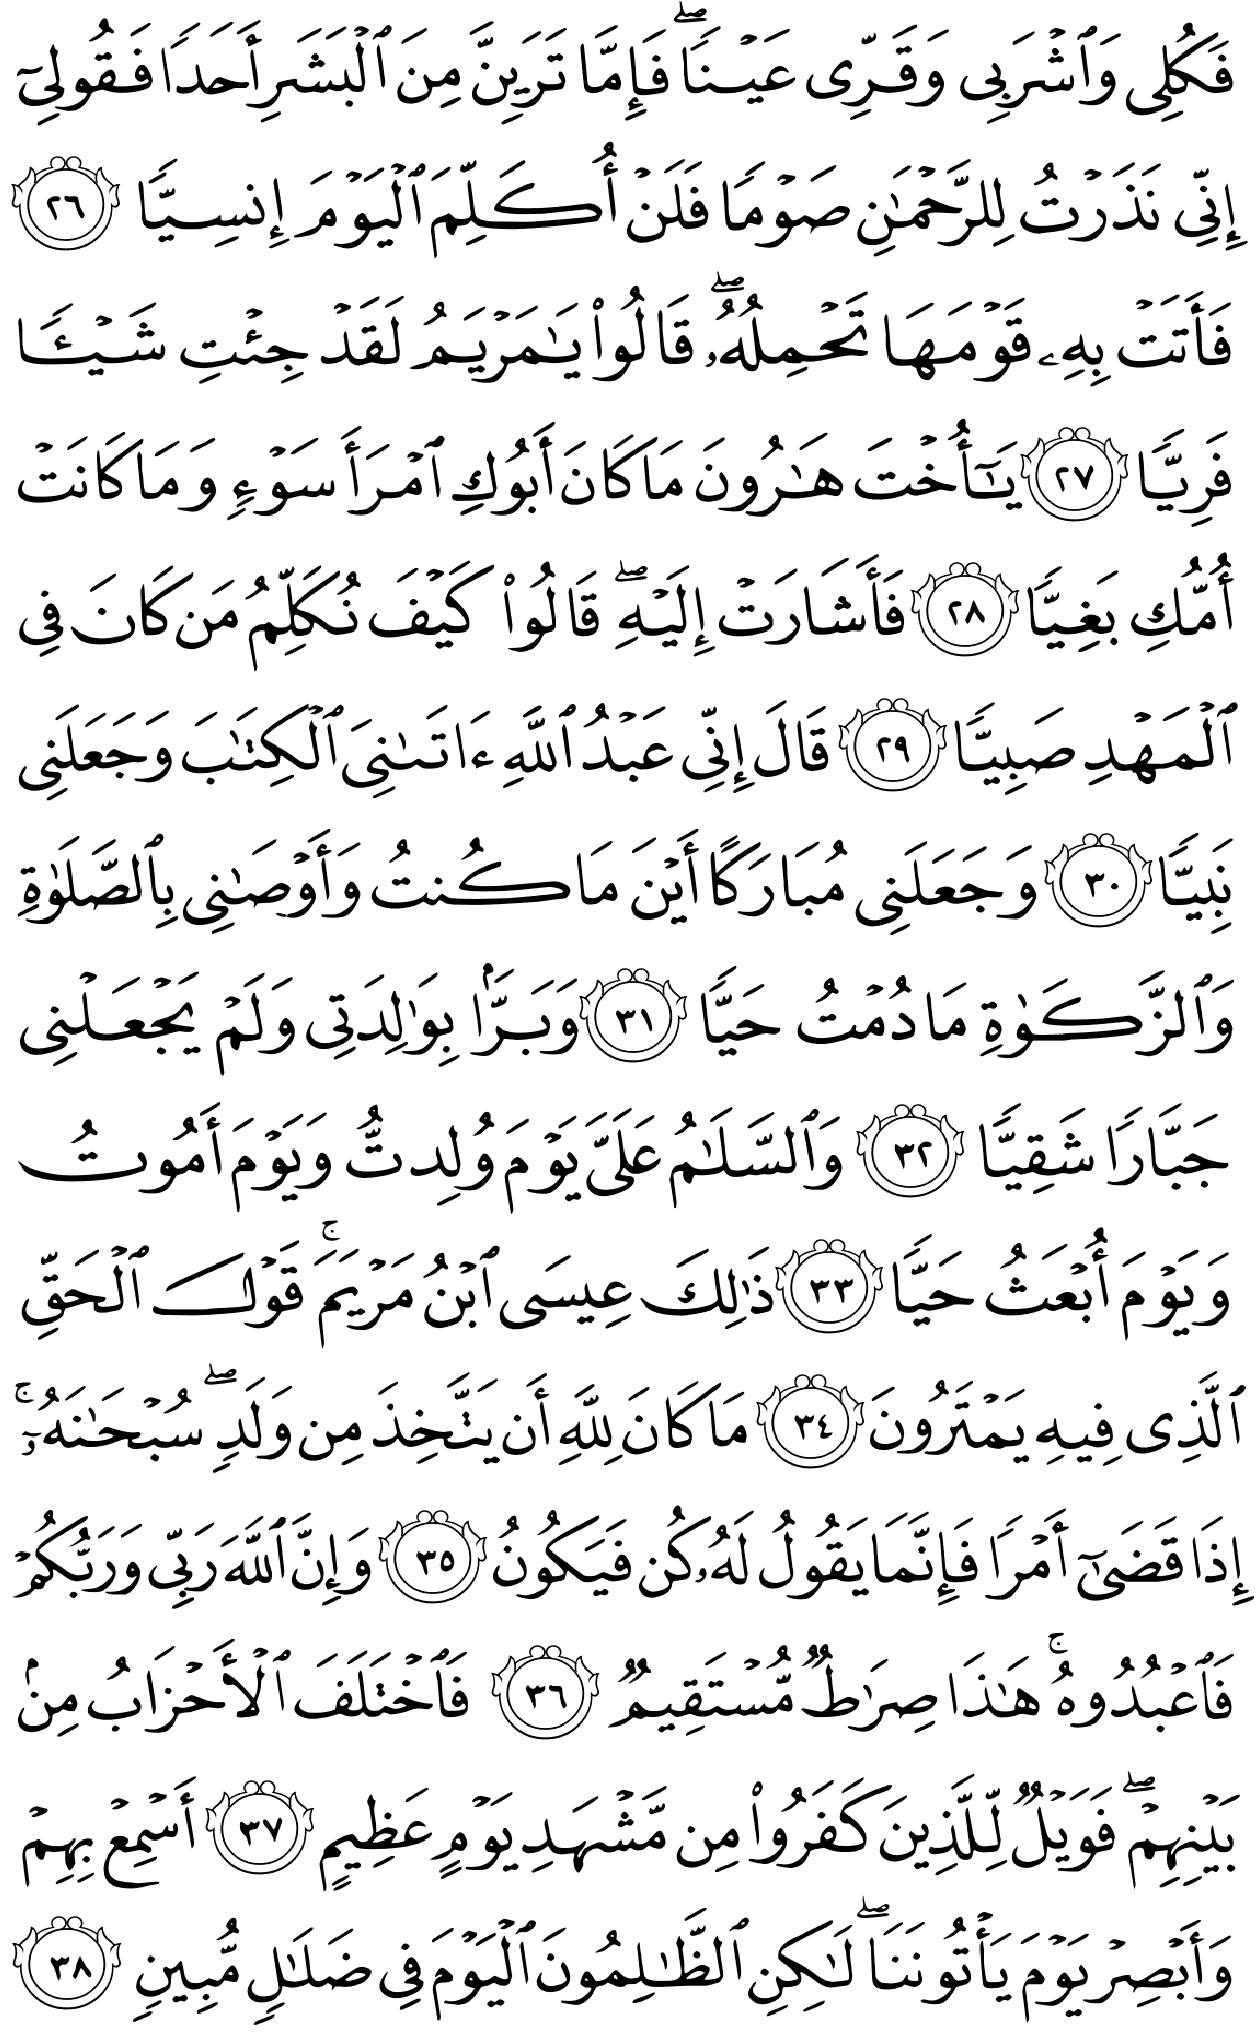 فَكُلِى وَٱشۡرَبِى وَقَرِّى عَيۡنٗاۖ فَإِمَّا تَرَيِنَّ مِنَ ٱلۡبَشَرِ أَحَدٗا فَقُولِىٓ
إِنِّى نَذَرۡتُ لِلرَّحۡمَٰنِ صَوۡمٗا فَلَنۡ أُكَلِّمَ ٱلۡيَوۡمَ إِنسِيّٗا ٢٦
فَأَتَتۡ بِهِۦ قَوۡمَهَا تَحۡمِلُهُۥۖ قَالُواْ يَٰمَرۡيَمُ لَقَدۡ جِئۡتِ شَيۡـٔٗا
فَرِيّٗا ٢٧ يَٰٓأُخۡتَ هَٰرُونَ مَا كَانَ أَبُوكِ ٱمۡرَأَ سَوۡءٖ وَمَا كَانَتۡ
أُمُّكِ بَغِيّٗا ٢٨ فَأَشَارَتۡ إِلَيۡهِۖ قَالُواْ كَيۡفَ نُكَلِّمُ مَن كَانَ فِى
ٱلۡمَهۡدِ صَبِيّٗا ٢٩ قَالَ إِنِّى عَبۡدُ ٱللَّهِ ءَاتَىٰنِىَ ٱلۡكِتَٰبَ وَجَعَلَنِى
نَبِيّٗا ٣٠ وَجَعَلَنِى مُبَارَكًا أَيۡنَ مَا كُنتُ وَأَوۡصَٰنِى بِٱلصَّلَوٰةِ
وَٱلزَّكَوٰةِ مَا دُمۡتُ حَيّٗا ٣١ وَبَرَّۢا بِوَٰلِدَتِى وَلَمۡ يَجۡعَلۡنِى
جَبَّارٗا شَقِيّٗا ٣٢ وَٱلسَّلَٰمُ عَلَىَّ يَوۡمَ وُلِدتُّ وَيَوۡمَ أَمُوتُ
وَيَوۡمَ أُبۡعَثُ حَيّٗا ٣٣ ذَٰلِكَ عِيسَى ٱبۡنُ مَرۡيَمَۚ قَوۡلَ ٱلۡحَقِّ
ٱلَّذِى فِيهِ يَمۡتَرُونَ ٣٤ مَا كَانَ لِلَّهِ أَن يَتَّخِذَ مِن وَلَدٖۖ سُبۡحَٰنَهُۥٓۚ
إِذَا قَضَىٰٓ أَمۡرٗا فَإِنَّمَا يَقُولُ لَهُۥ كُن فَيَكُونُ ٣٥ وَإِنَّ ٱللَّهَ رَبِّى وَرَبُّكُمۡ
فَٱعۡبُدُوهُۚ هَٰذَا صِرَٰطٞ مُّسۡتَقِيمٞ ٣٦ فَٱخۡتَلَفَ ٱلۡأَحۡزَابُ مِنۢ
بَيۡنِهِمۡۖ فَوَيۡلٞ لِّلَّذِينَ كَفَرُواْ مِن مَّشۡهَدِ يَوۡمٍ عَظِيمٍ ٣٧ أَسۡمِعۡ بِهِمۡ
وَأَبۡصِرۡ يَوۡمَ يَأۡتُونَنَاۖ لَٰكِنِ ٱلظَّٰلِمُونَ ٱلۡيَوۡمَ فِى ضَلَٰلٖ مُّبِينٖ ٣٨